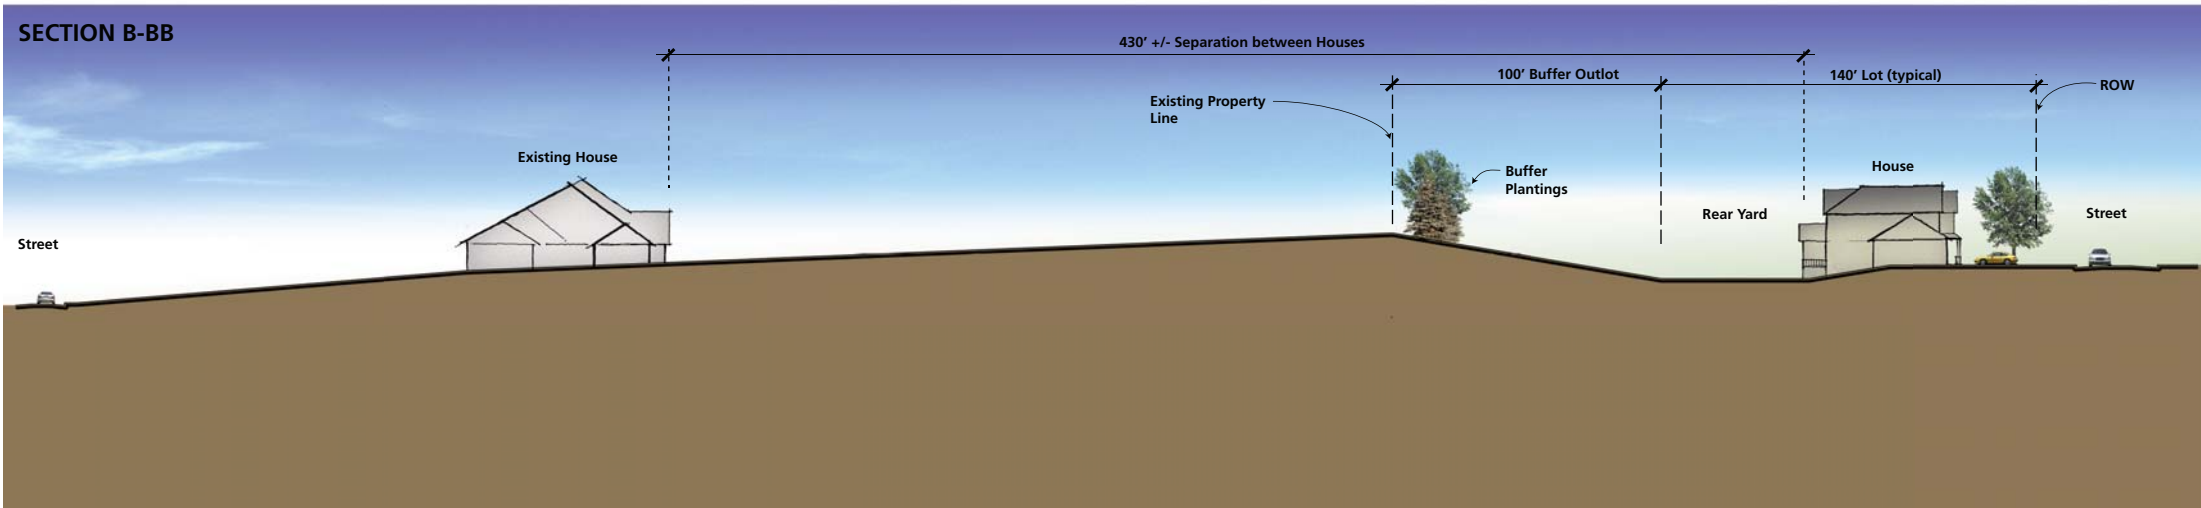 SECTION B-BB
430’ +/- Separation between Houses
100’ Buffer Outlot
140’ Lot (typical)
ROW
Existing Property
Line
Existing House
Buffer
Plantings
House
Rear Yard
Street
Street